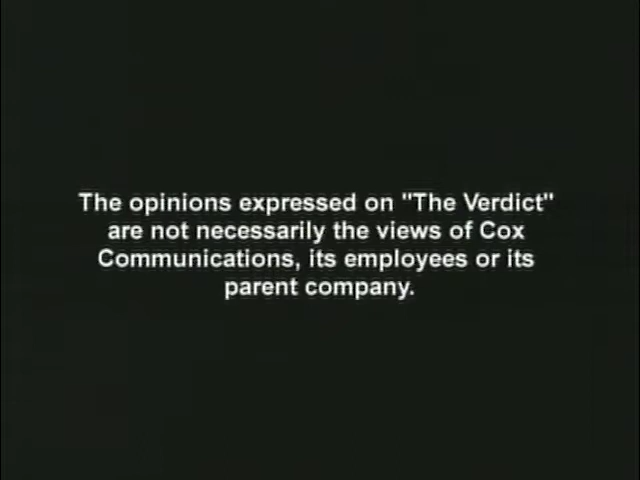 The opinions expressed on "The Verdict"
are not necessarily the views of Cox
Communications, its employees or its
parent company.